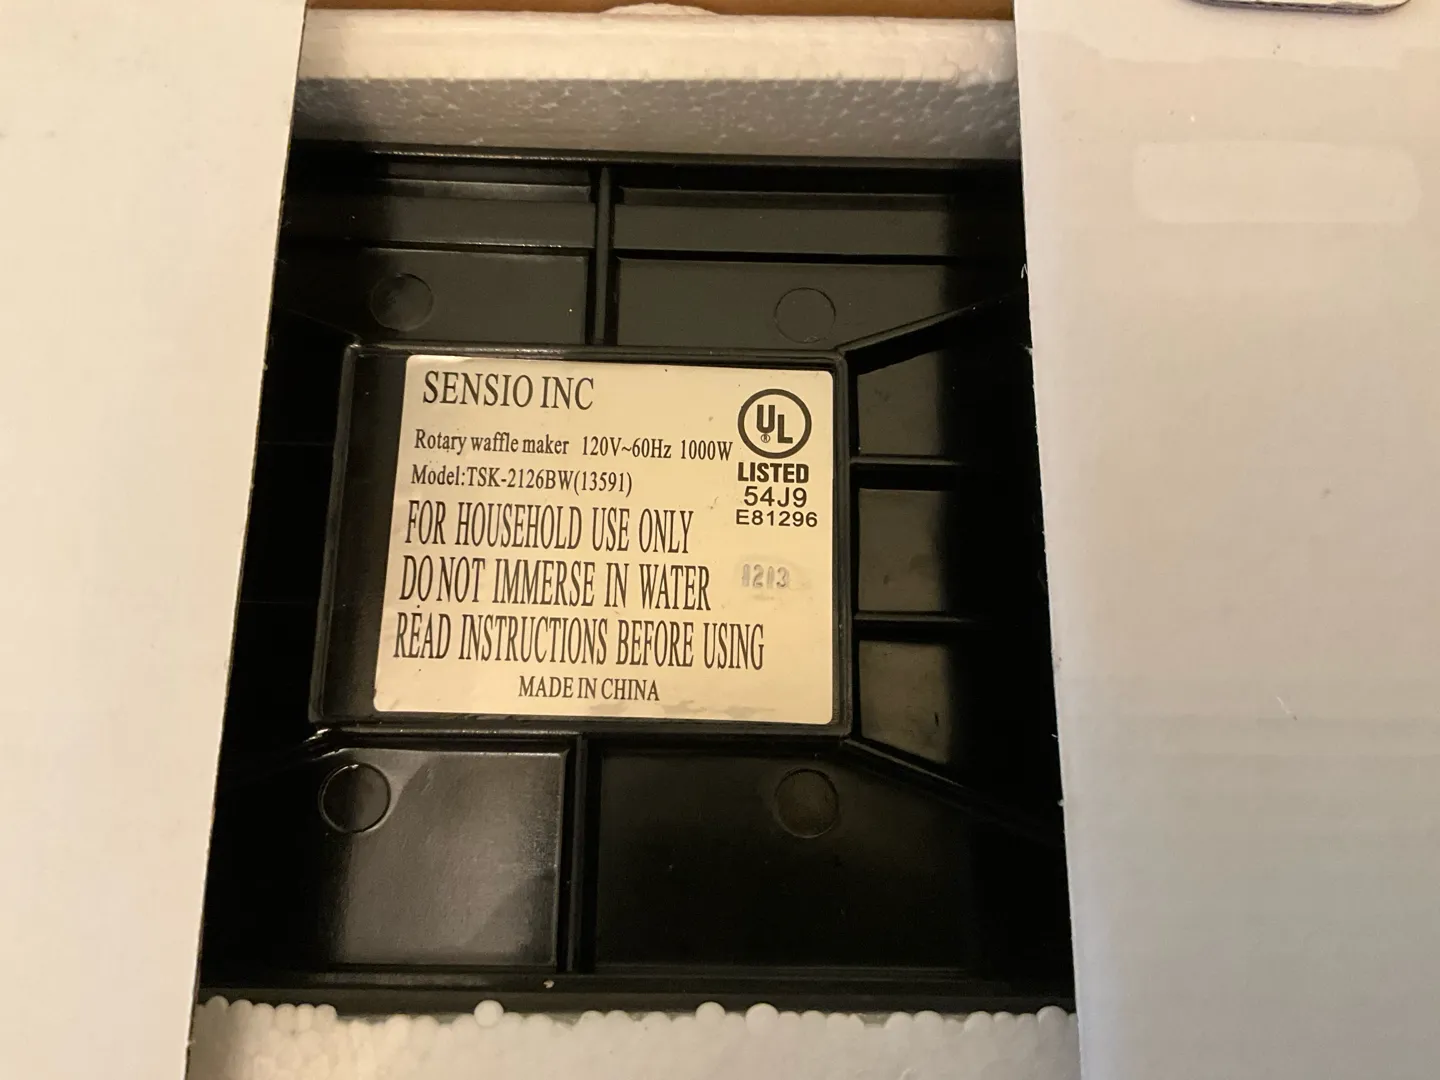 SENSIO INC
Rotary waffle maker 120V~60Hz 1000W
Model:TSK-2126BW(13591)
FOR HOUSEHOLD USE ONLY
DO NOT IMMERSE IN WATER
READ INSTRUCTIONS BEFORE USING
MADE IN CHINA
UL
®
LISTED
54J9
E81296
1213